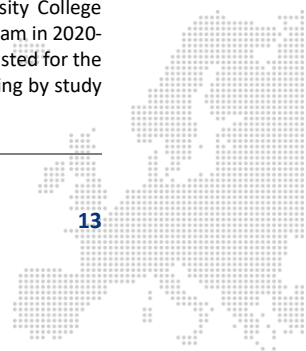 sity College
am in 2020-
sted for the
ing by study
13